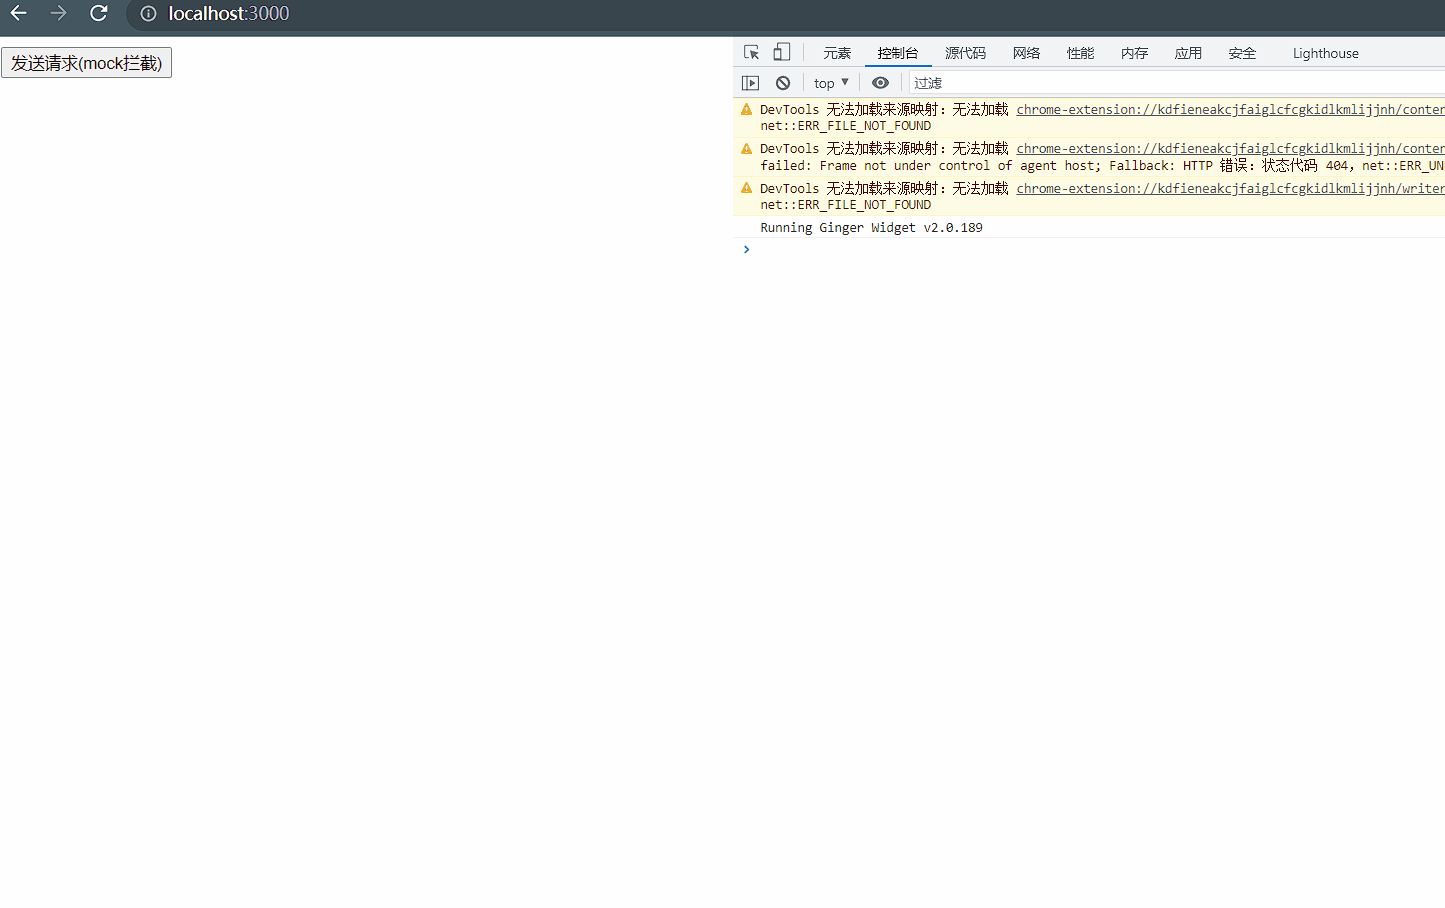 localhost:3000
发送请求(mock拦截)
元素 控制台 源代码 网络 性能 内存 应用 安全 Lighthouse
top 过滤
DevTools 无法加载来源映射：无法加载 chrome-extension://kdfieneakcjfaiglcfcgkidlkmlijjnh/conten
net::ERR_FILE_NOT_FOUND
DevTools 无法加载来源映射：无法加载 chrome-extension://kdfieneakcjfaiglcfcgkidlkmlijjnh/conten
failed: Frame not under control of agent host; Fallback: HTTP 错误：状态代码 404，net::ERR_UN
DevTools 无法加载来源映射：无法加载 chrome-extension://kdfieneakcjfaiglcfcgkidlkmlijjnh/writer
net::ERR_FILE_NOT_FOUND
Running Ginger Widget v2.0.189